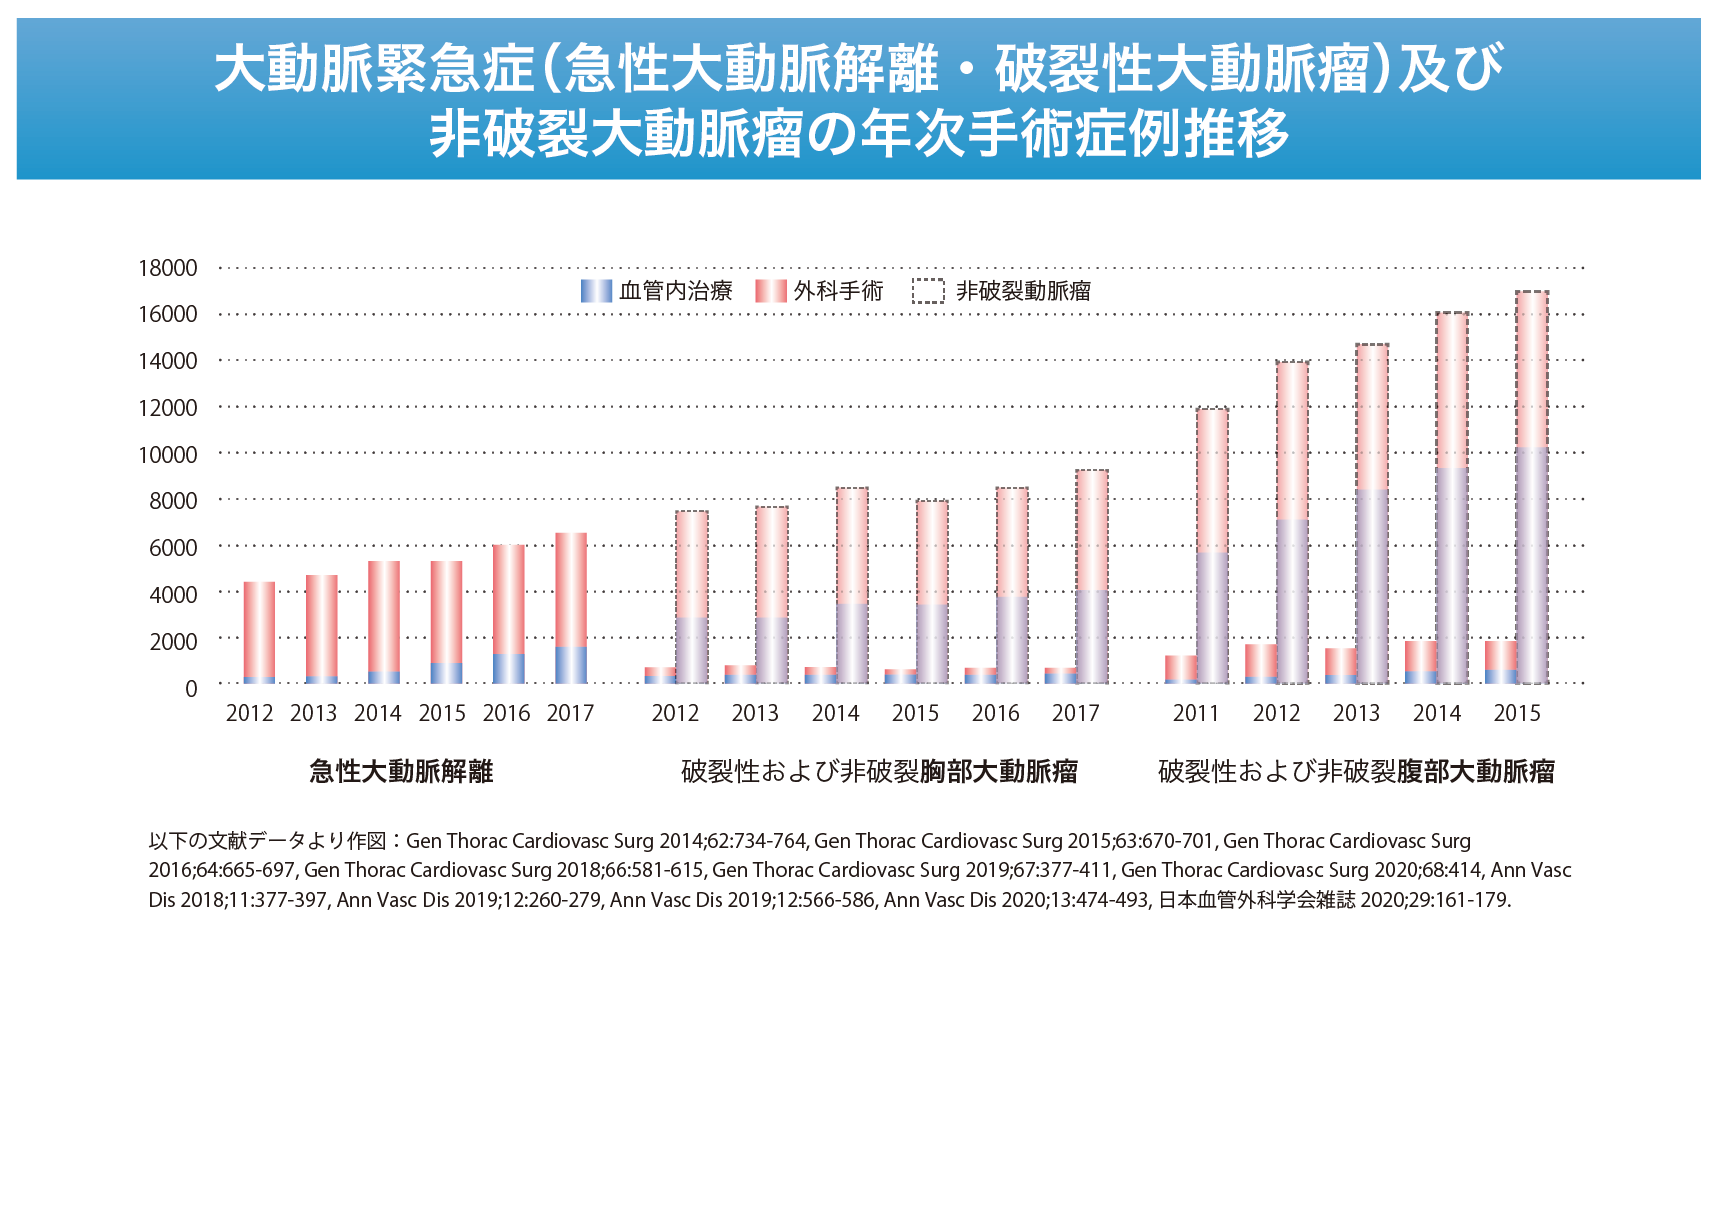 大動脈緊急症（急性大動脈解離・破裂性大動脈瘤）及び
非破裂大動脈瘤の年次手術症例推移
18000
血管内治療 外科手術 非破裂動脈瘤
16000
14000
12000
10000
8000
6000
4000
2000
0
2012 2013 2014 2015 2016 2017 2012 2013 2014 2015 2016 2017 2011 2012 2013 2014 2015
急性大動脈解離 破裂性および非破裂胸部大動脈瘤 破裂性および非破裂腹部大動脈瘤
以下の文献データより作図：Gen Thorac Cardiovasc Surg 2014;62:734-764, Gen Thorac Cardiovasc Surg 2015;63:670-701, Gen Thorac Cardiovasc Surg
2016;64:665-697, Gen Thorac Cardiovasc Surg 2018;66:581-615, Gen Thorac Cardiovasc Surg 2019;67:377-411, Gen Thorac Cardiovasc Surg 2020;68:414, Ann Vasc
Dis 2018;11:377-397, Ann Vasc Dis 2019;12:260-279, Ann Vasc Dis 2019;12:566-586, Ann Vasc Dis 2020;13:474-493, 日本血管外科学会雑誌 2020;29:161-179.